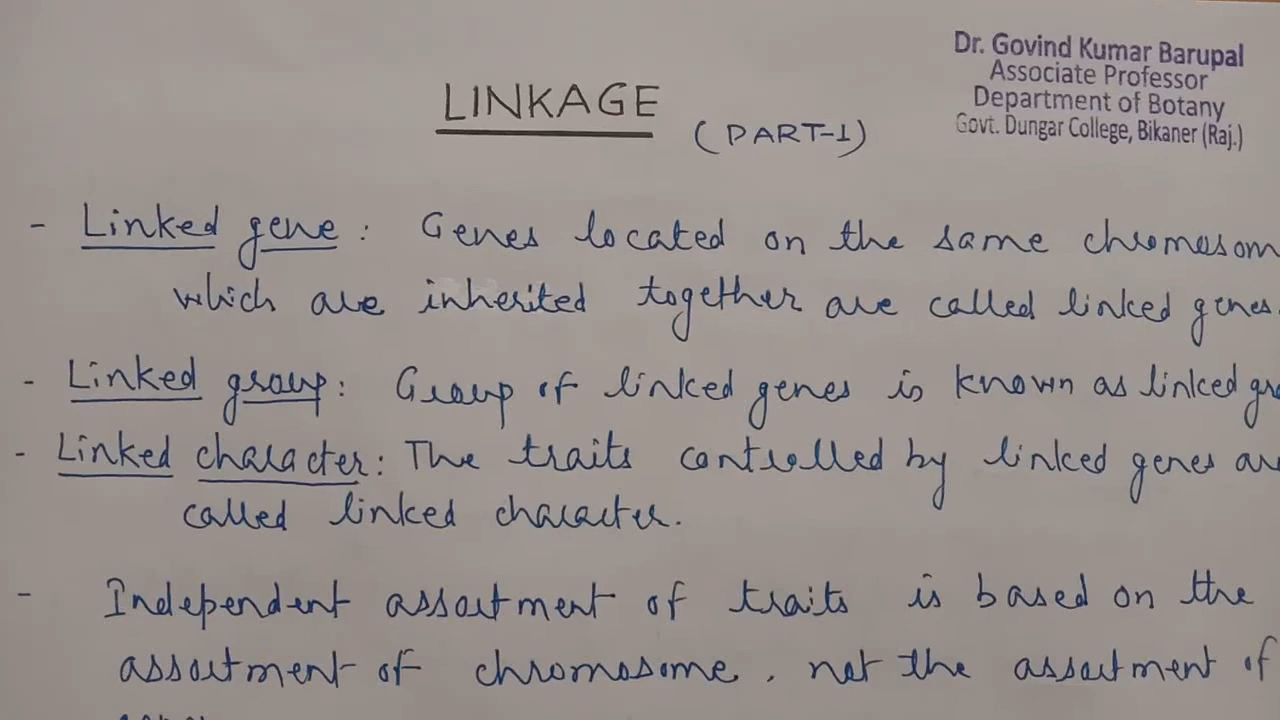 Dr. Govind Kumar Barupal
Associate Professor
Department of Botany
Govt. Dungar College, Bikaner (Raj.)
LINKAGE
(PART-1)
- Linked gene: Genes located on the same chromosom
which are inherited together are called linked genes.
- Linked group: Group of linked genes is known as linked gro
- Linked character: The traits controlled by linked genes are
called linked character.
- Independent assortment of traits is based on the
assortment of chromosome, not the assortment of